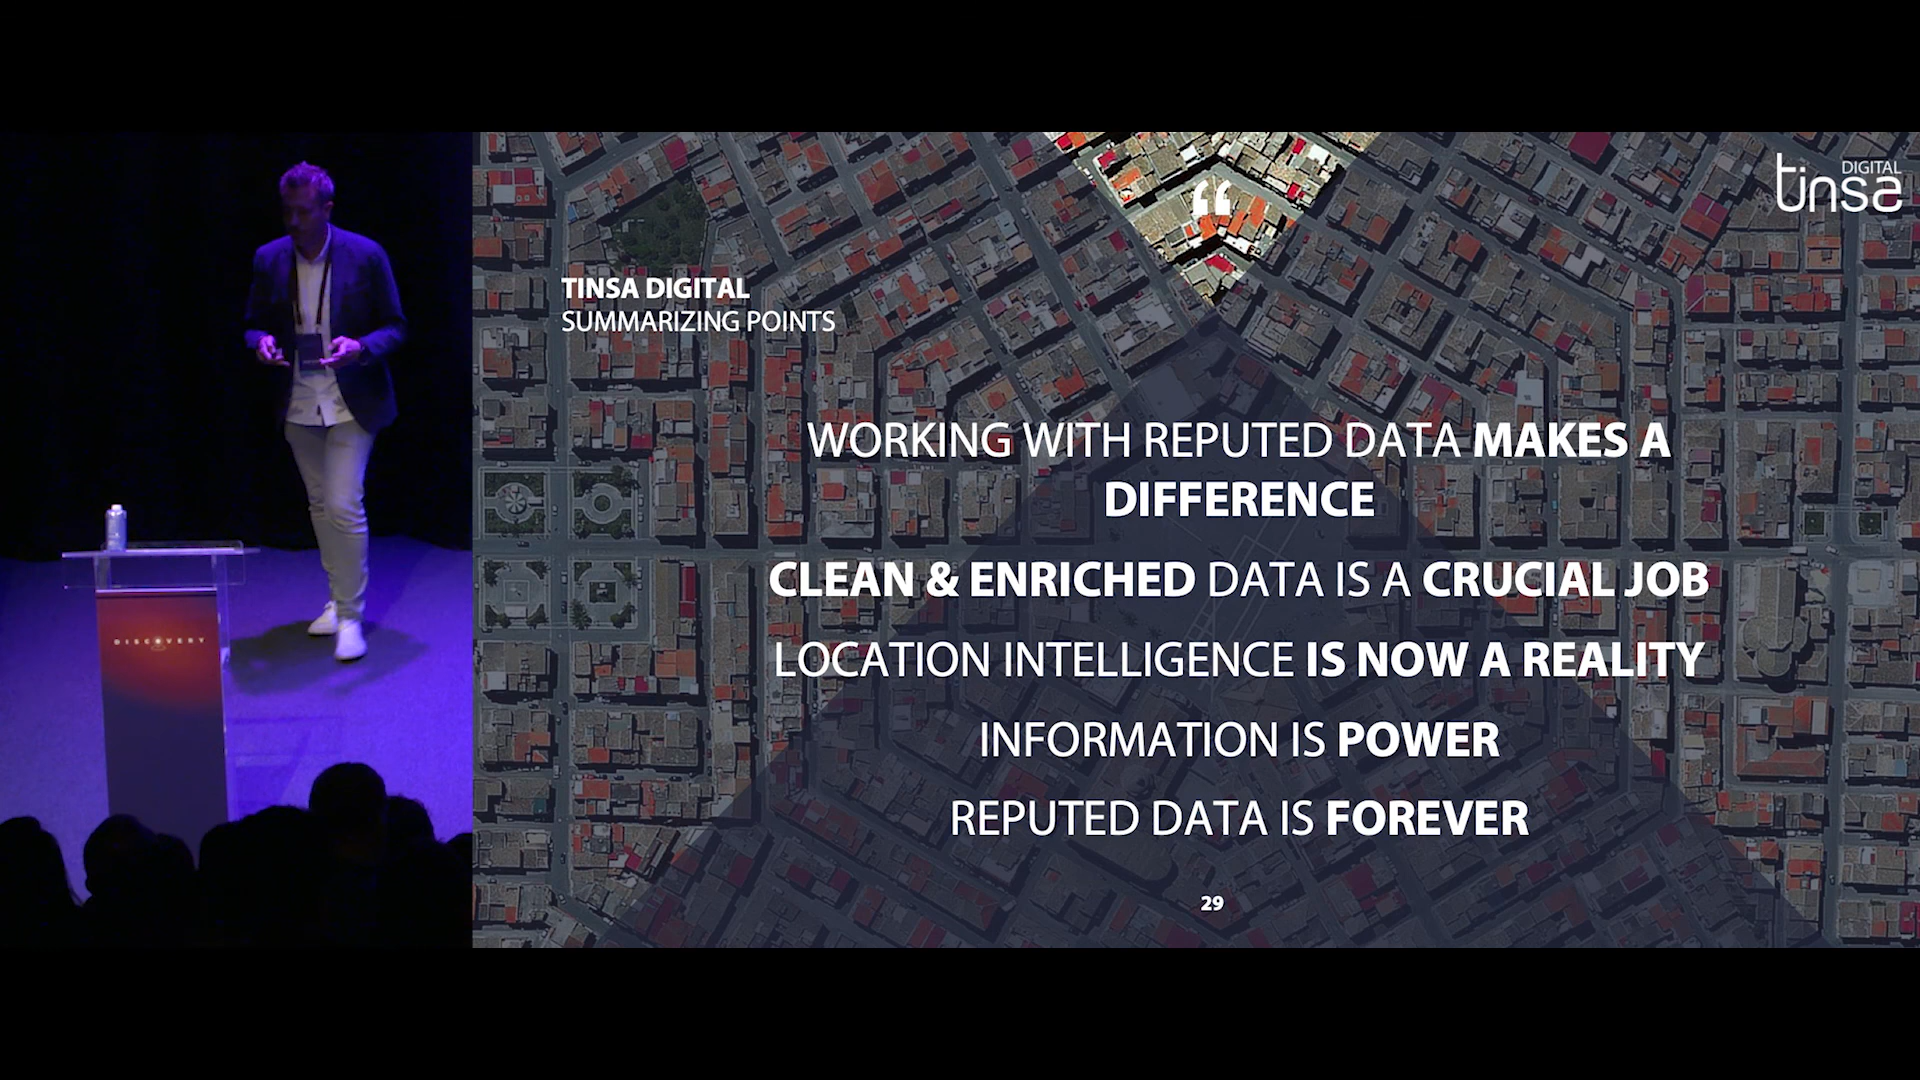 DIGITAL
tinsa
“
TINSA DIGITAL
SUMMARIZING POINTS
WORKING WITH REPUTED DATA MAKES A
DIFFERENCE
CLEAN & ENRICHED DATA IS A CRUCIAL JOB
LOCATION INTELLIGENCE IS NOW A REALITY
INFORMATION IS POWER
REPUTED DATA IS FOREVER
29
DISCOVERY